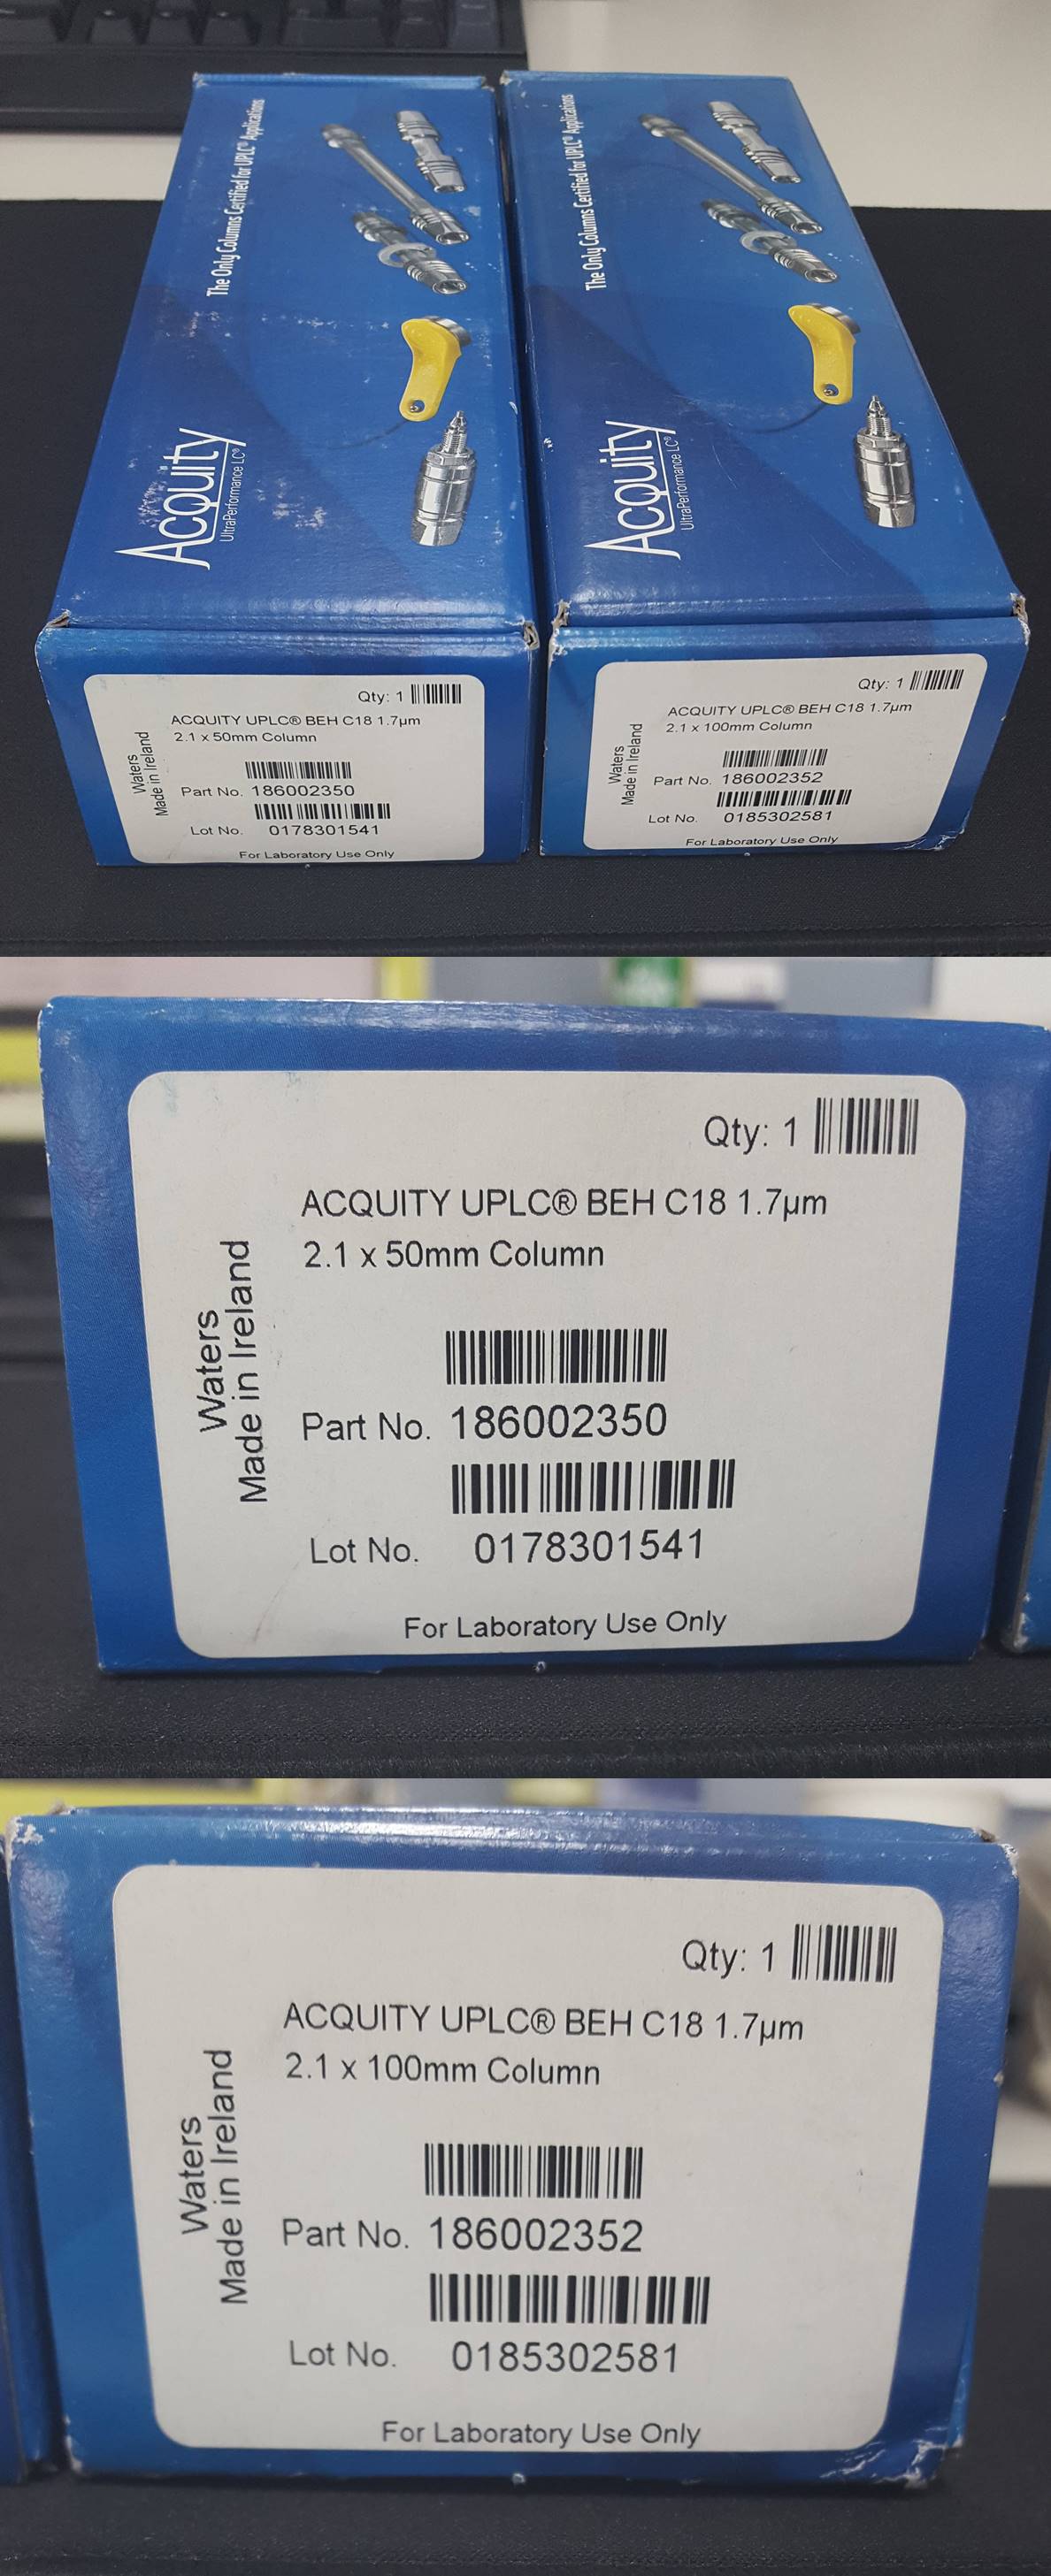 The Only Columns Certified for UPLC® Applications
Acquity
UltraPerformance LC®
The Only Columns Certified for UPLC® Applications
Acquity
UltraPerformance LC®
Qty: 1
ACQUITY UPLC® BEH C18 1.7µm
2.1 x 50mm Column
Waters
Made in Ireland
Part No. 186002350
Lot No. 0178301541
For Laboratory Use Only
Qty: 1
ACQUITY UPLC® BEH C18 1.7µm
2.1 x 100mm Column
Waters
Made in Ireland
Part No. 186002352
Lot No. 0185302581
For Laboratory Use Only
Qty: 1
ACQUITY UPLC® BEH C18 1.7µm
2.1 x 50mm Column
Waters
Made in Ireland
Part No. 186002350
Lot No. 0178301541
For Laboratory Use Only
Qty: 1
ACQUITY UPLC® BEH C18 1.7µm
2.1 x 100mm Column
Waters
Made in Ireland
Part No. 186002352
Lot No. 0185302581
For Laboratory Use Only